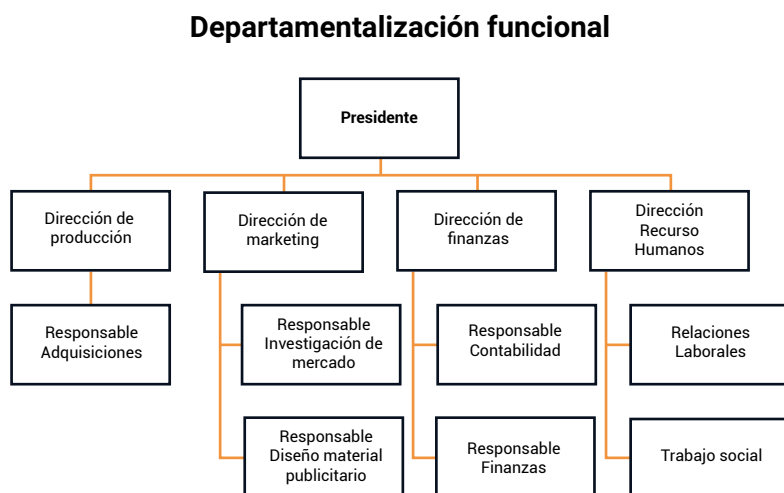 Departamentalización funcional
Presidente
Dirección de
producción
Dirección de
marketing
Dirección de
finanzas
Dirección
Recurso
Humanos
Responsable
Adquisiciones
Responsable
Investigación de
mercado
Responsable
Contabilidad
Relaciones
Laborales
Responsable
Diseño material
publicitario
Responsable
Finanzas
Trabajo social